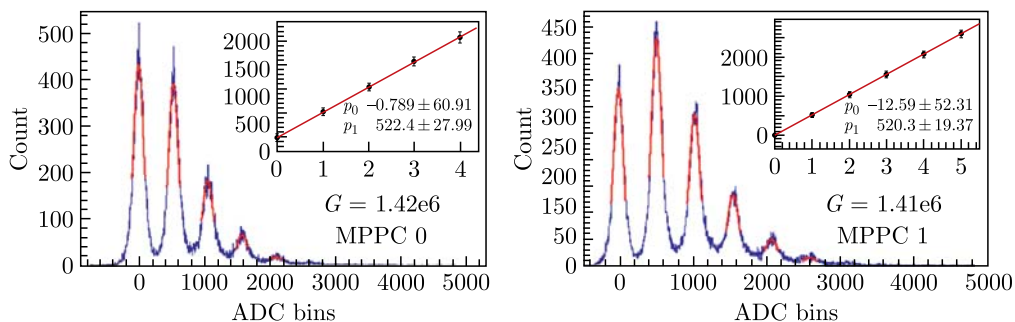 500
400
300
200
100
0
Count
2000
1500
1000
500
0
0 1 2 3 4
p0 −0.789 ± 60.91
p1 522.4 ± 27.99
G = 1.42e6
MPPC 0
0 1000 2000 3000 4000 5000
ADC bins
450
400
350
300
250
200
150
50
50
0
Count
2000
1000
0
0 1 2 3 4 5
p0 −12.59 ± 52.31
p1 520.3 ± 19.37
G = 1.41e6
MPPC 1
0 1000 2000 3000 4000 5000
ADC bins